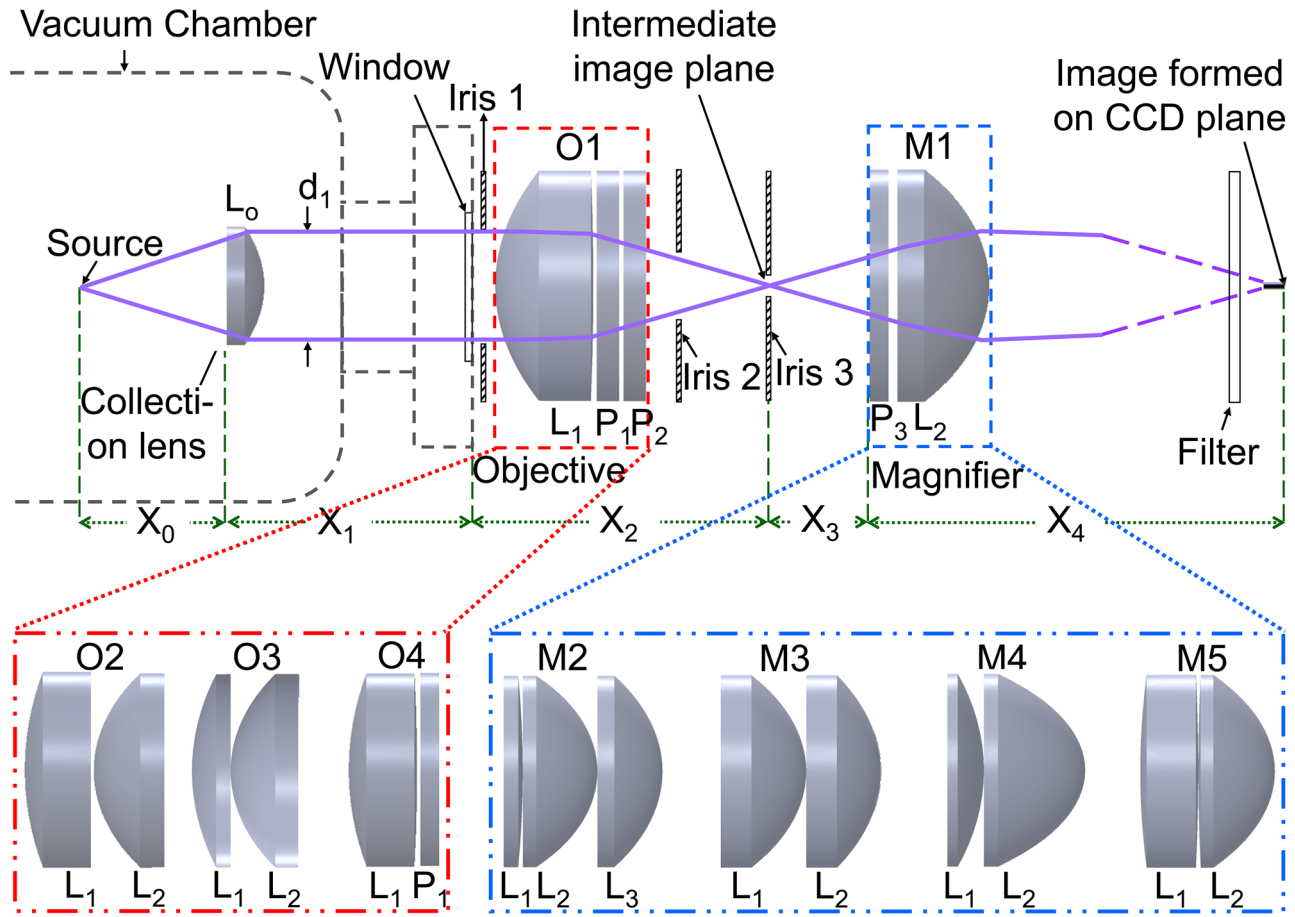 Vacuum Chamber
Window
Iris 1
Intermediate
image plane
Image formed
on CCD plane
O1
M1
Lₒ
d₁
Source
Iris 2
Iris 3
Collecti-
on lens
L₁ P₁ P₂
P₃ L₂
Filter
Objective
Magnifier
X₀
X₁
X₂
X₃
X₄
O2
O3
O4
L₁ L₂
L₁ L₂
L₁ P₁
M2
M3
M4
M5
L₁ L₂ L₃
L₁ L₂
L₁ L₂
L₁ L₂